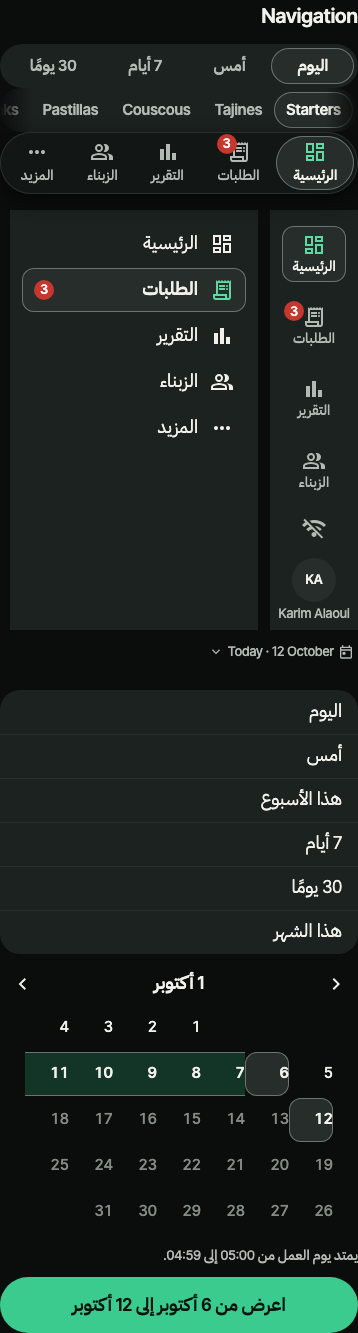 Navigation
اليوم أمس 7 أيام 30 يومًا
Starters Tajines Couscous Pastillas ks
3
الرئيسية الطلبات التقرير الزبناء المزيد
الرئيسية
3
الطلبات
التقرير
الزبناء
KA
Karim Alaoui
الرئيسية
الطلبات 3
التقرير
الزبناء
المزيد
Today · 12 October
اليوم
أمس
هذا الأسبوع
7 أيام
30 يومًا
هذا الشهر
1 أكتوبر
1 2 3 4
5 6 7 8 9 10 11
12 13 14 15 16 17 18
19 20 21 22 23 24 25
26 27 28 29 30 31
يمتد يوم العمل من 05:00 إلى 04:59.
اعرض من 6 أكتوبر إلى 12 أكتوبر